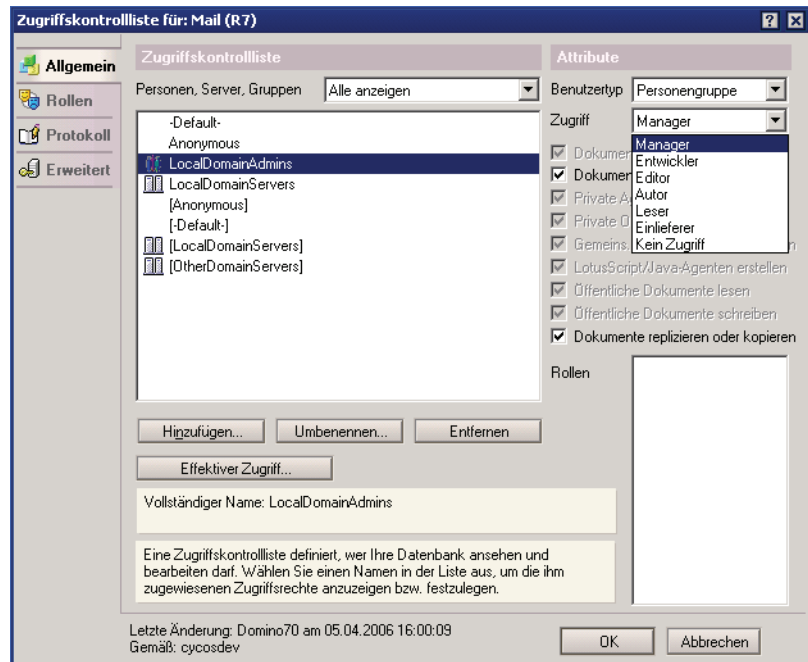 Zugriffskontrollliste für: Mail (R7)
Allgemein
Rollen
Protokoll
Erweitert
Zugriffskontrollliste
Personen, Server, Gruppen
Alle anzeigen
-Default-
Anonymous
LocalDomainAdmins
LocalDomainServers
[Anonymous]
[-Default-]
[LocalDomainServers]
[OtherDomainServers]
Hinzufügen...
Umbenennen...
Entfernen
Effektiver Zugriff...
Vollständiger Name: LocalDomainAdmins
Eine Zugriffskontrollliste definiert, wer Ihre Datenbank ansehen und
bearbeiten darf. Wählen Sie einen Namen in der Liste aus, um die ihm
zugewiesenen Zugriffsrechte anzuzeigen bzw. festzulegen.
Attribute
Benutzertyp
Personengruppe
Zugriff
Manager
Manager
Entwickler
Editor
Autor
Leser
Einlieferer
Kein Zugriff
Gemeins.
LotusScript/Java-Agenten erstellen
Öffentliche Dokumente lesen
Öffentliche Dokumente schreiben
Dokumente replizieren oder kopieren
Rollen
Letzte Änderung: Domino70 am 05.04.2006 16:00:09
Gemäß: cycosdev
OK
Abbrechen